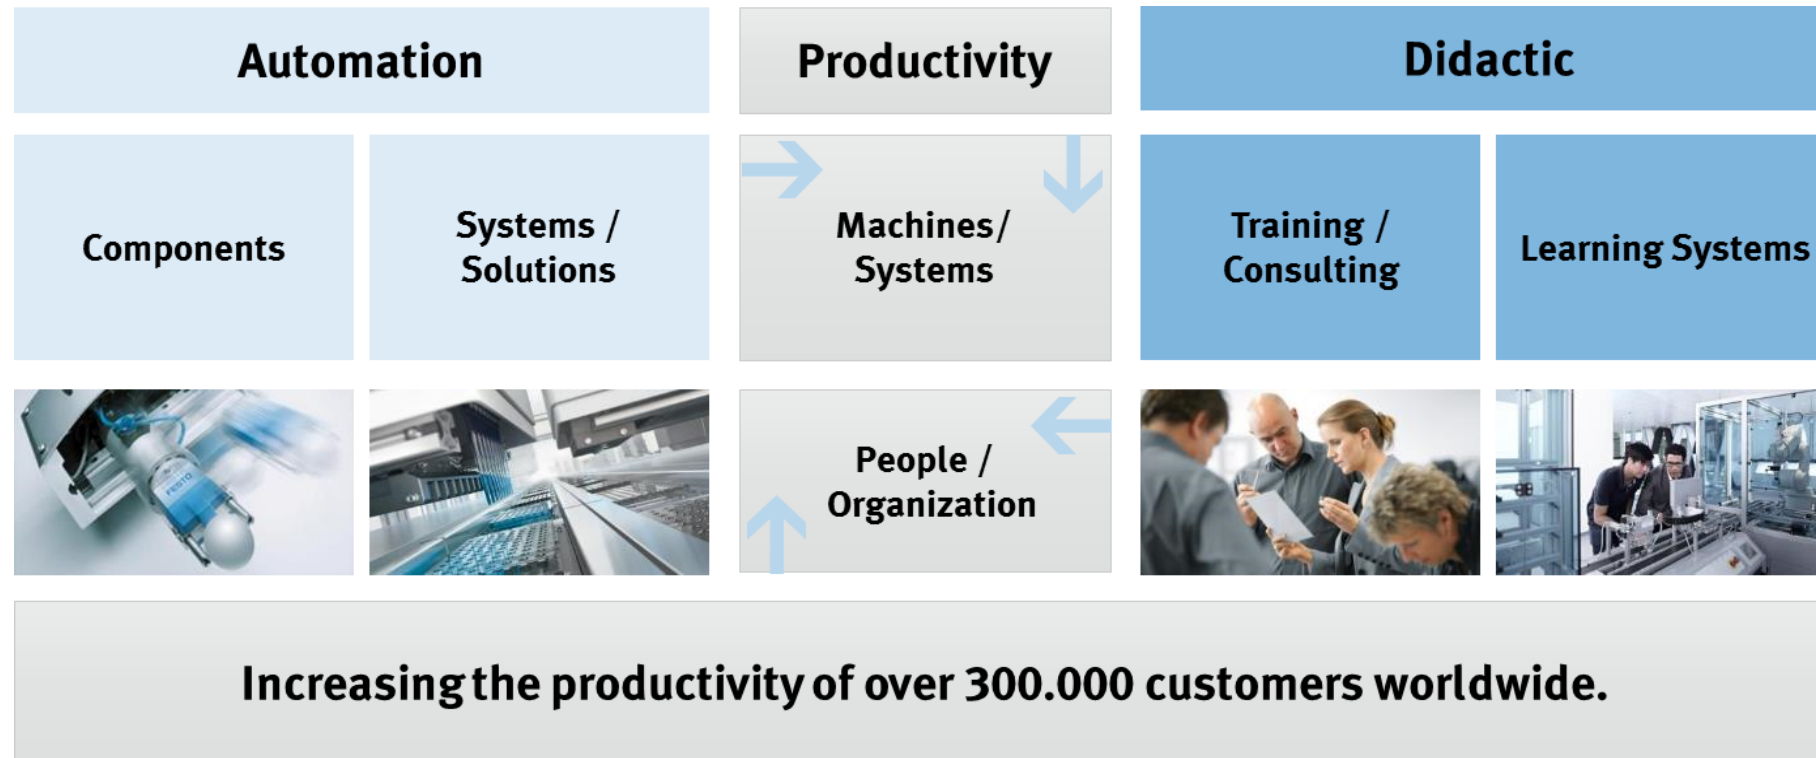 Automation
Productivity
Didactic
Components
Systems /
Solutions
Machines/
Systems
Training /
Consulting
Learning Systems
FESTO
People /
Organization
Increasing the productivity of over 300.000 customers worldwide.